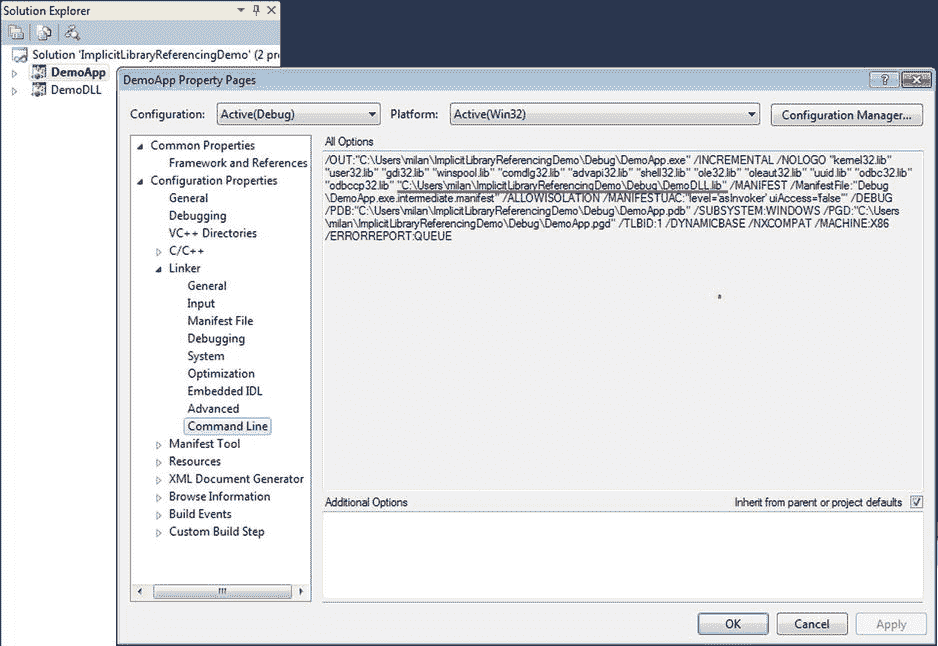 Solution Explorer
Solution 'ImplicitLibraryReferencingDemo' (2 pr
DemoApp
DemoDLL
DemoApp Property Pages
Configuration:
Active(Debug)
Platform:
Active(Win32)
Configuration Manager...
Common Properties
Framework and References
Configuration Properties
General
Debugging
VC++ Directories
C/C++
Linker
General
Input
Manifest File
Debugging
System
Optimization
Embedded IDL
Advanced
Command Line
Manifest Tool
Resources
XML Document Generator
Browse Information
Build Events
Custom Build Step
All Options
/OUT:"C:\Users\milan\ImplicitLibraryReferencingDemo\Debug\DemoApp.exe" /INCREMENTAL /NOLOGO "kernel32.lib"
"user32.lib" "gdi32.lib" "winspool.lib" "comdlg32.lib" "advapi32.lib" "shell32.lib" "ole32.lib" "oleaut32.lib" "uuid.lib" "odbc32.lib"
"odbccp32.lib" "C:\Users\milan\ImplicitLibraryReferencingDemo\Debug\DemoDLL.lib" /MANIFEST /ManifestFile:"Debug
\DemoApp.exe.intermediate.manifest" /ALLOWISOLATION /MANIFESTUAC:"level='asInvoker' uiAccess='false'" /DEBUG
/PDB:"C:\Users\milan\ImplicitLibraryReferencingDemo\Debug\DemoApp.pdb" /SUBSYSTEM:WINDOWS /PGD:"C:\Users
\milan\ImplicitLibraryReferencingDemo\Debug\DemoApp.pgd" /TLBID:1 /DYNAMICBASE /NXCOMPAT /MACHINE:X86
/ERRORREPORT:QUEUE
Additional Options
Inherit from parent or project defaults
OK
Cancel
Apply